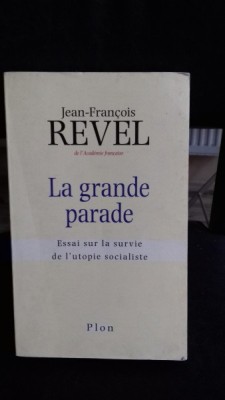 Jean-François
REVEL
de l'Académie française
La grande
parade
Essai sur la survie
de l'utopie socialiste
Plon